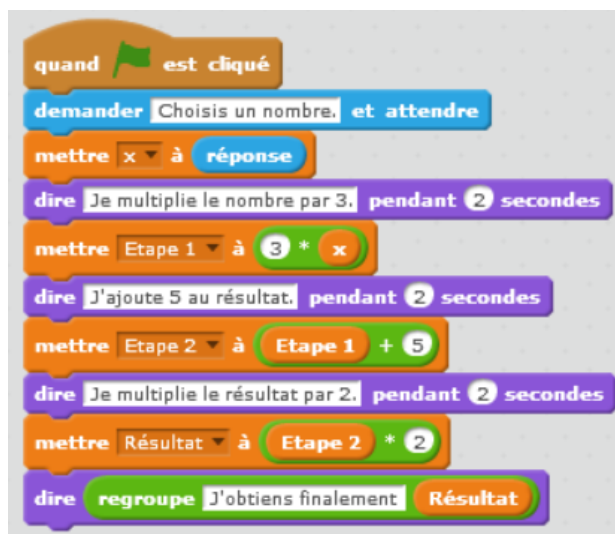 quand est cliqué
demander Choisis un nombre. et attendre
mettre x à réponse
dire Je multiplie le nombre par 3. pendant 2 secondes
mettre Etape 1 à 3 * x
dire J'ajoute 5 au résultat. pendant 2 secondes
mettre Etape 2 à Etape 1 + 5
dire Je multiplie le résultat par 2. pendant 2 secondes
mettre Résultat à Etape 2 * 2
dire regroupe J'obtiens finalement Résultat